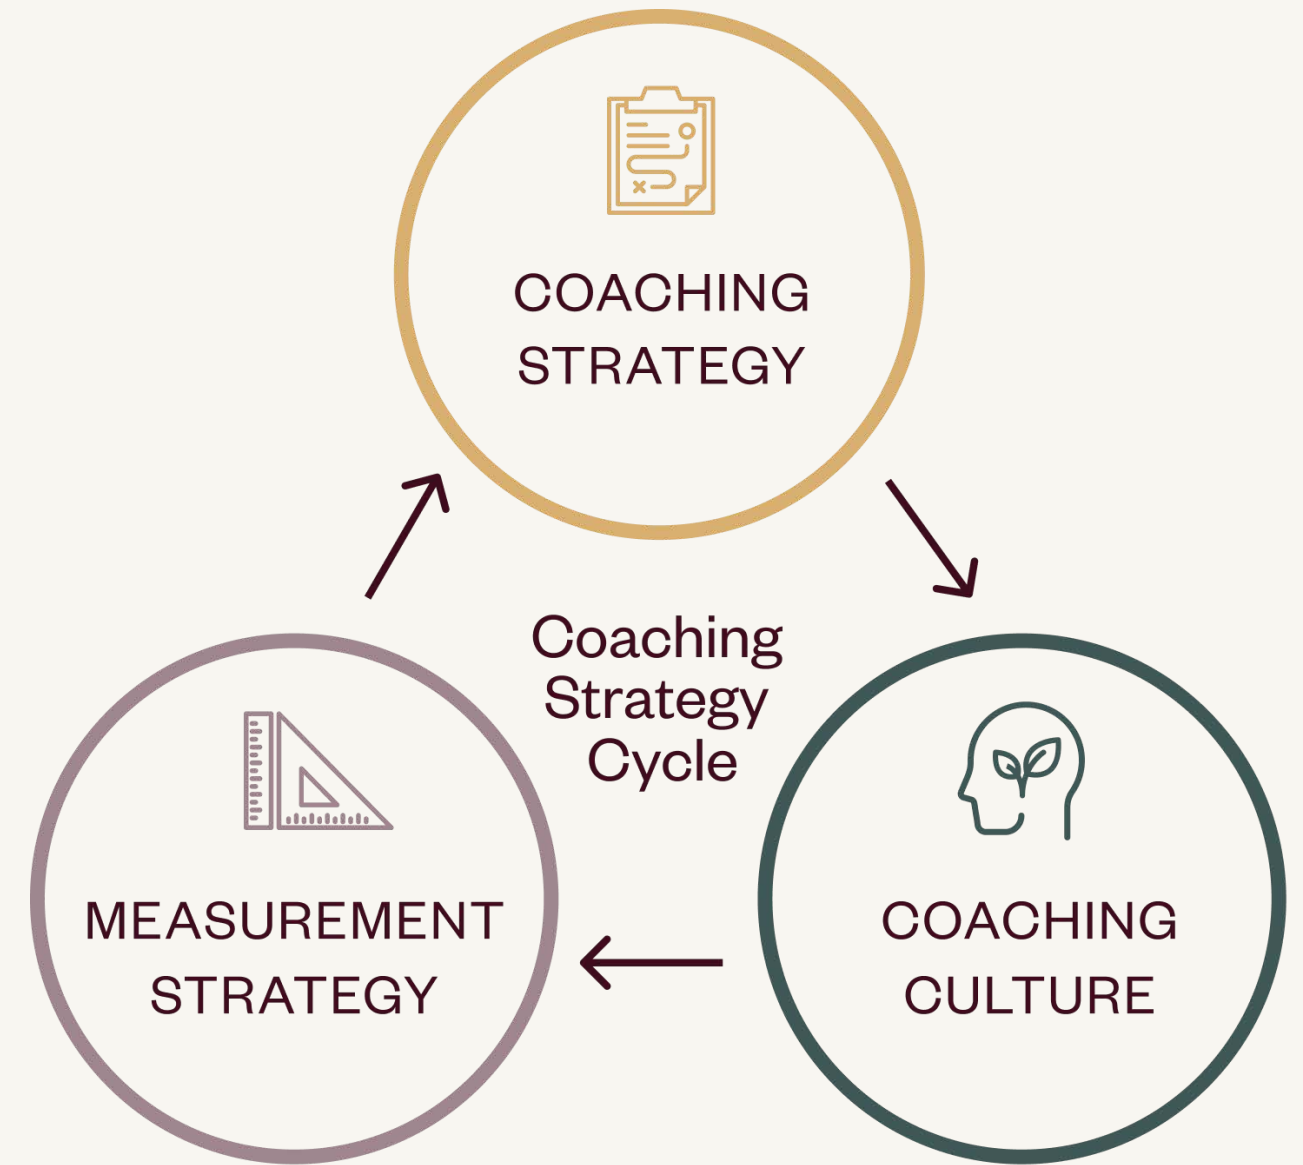 COACHING
STRATEGY
Coaching
Strategy
Cycle
MEASUREMENT
STRATEGY
COACHING
CULTURE